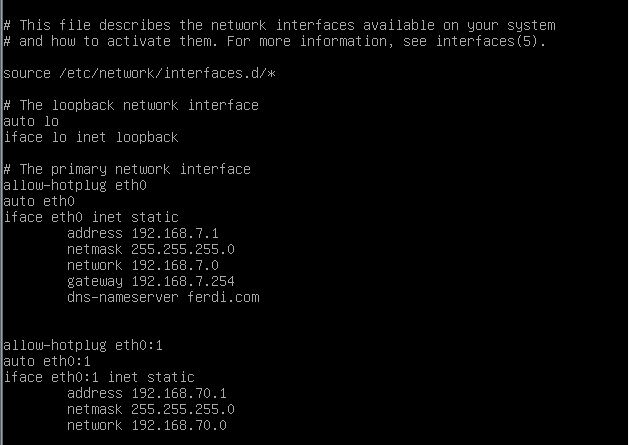 # This file describes the network interfaces available on your system
# and how to activate them. For more information, see interfaces(5).
source /etc/network/interfaces.d/*
# The loopback network interface
auto lo
iface lo inet loopback
# The primary network interface
allow-hotplug eth0
auto eth0
iface eth0 inet static
address 192.168.7.1
netmask 255.255.255.0
network 192.168.7.0
gateway 192.168.7.254
dns-nameserver ferdi.com
allow-hotplug eth0:1
auto eth0:1
iface eth0:1 inet static
address 192.168.70.1
netmask 255.255.255.0
network 192.168.70.0